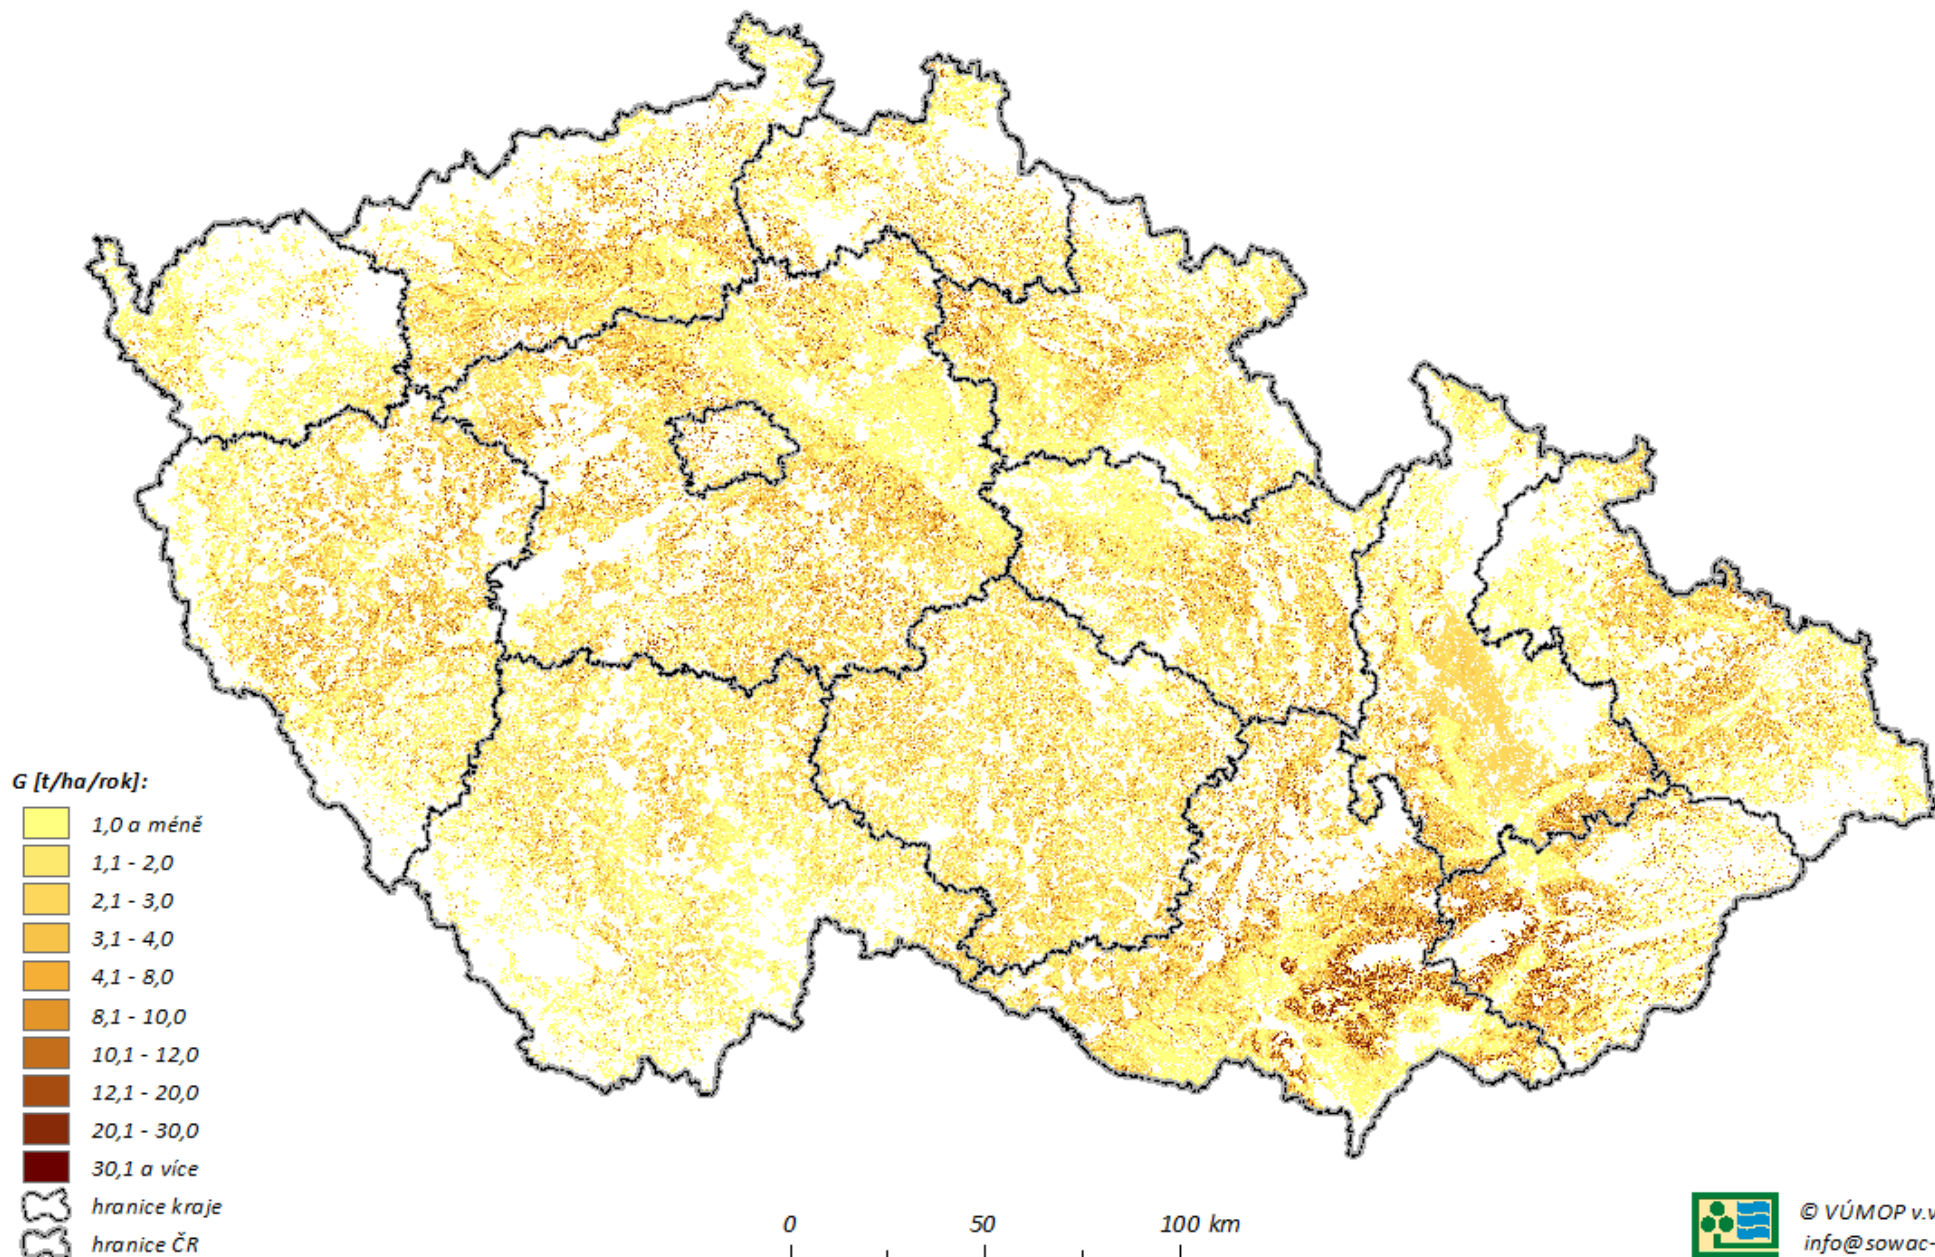 G [t/ha/rok]:
1,0 a méně
1,1 - 2,0
2,1 - 3,0
3,1 - 4,0
4,1 - 8,0
8,1 - 10,0
10,1 - 12,0
12,1 - 20,0
20,1 - 30,0
30,1 a více
hranice kraje
hranice ČR
0 50 100 km
© VÚMOP v.v
info@sowac-